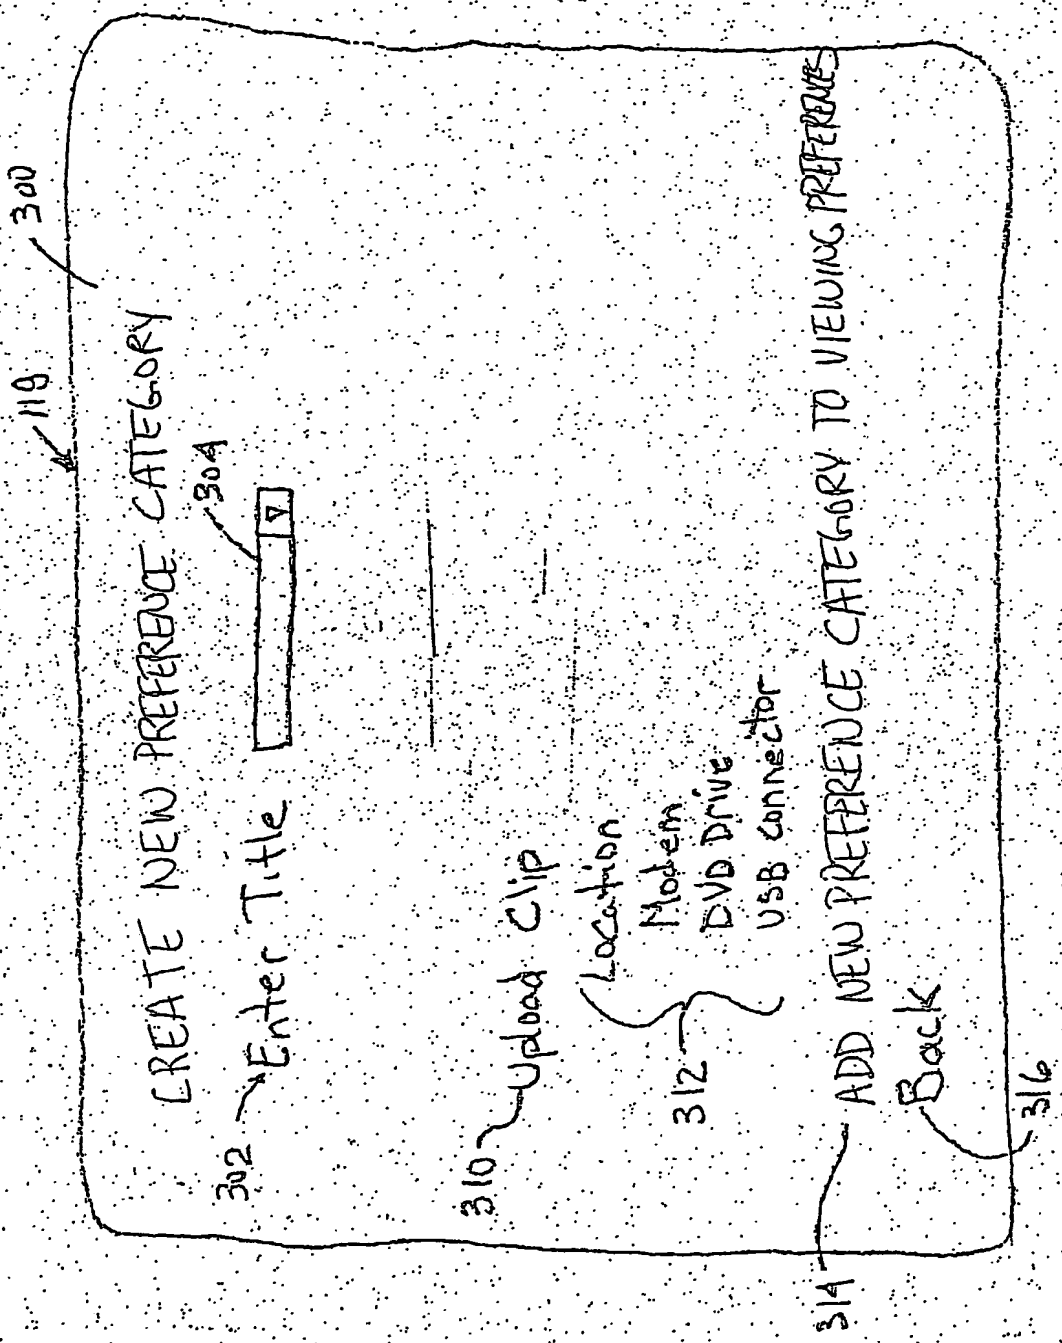 118
300
CREATE NEW PREFERENCE CATEGORY
304
302 Enter Title
310 Upload Clip
Location
Modem
312 DVD Drive
USB connector
314 ADD NEW PREFERENCE CATEGORY TO VIEWING PREFERENCES
Back
316